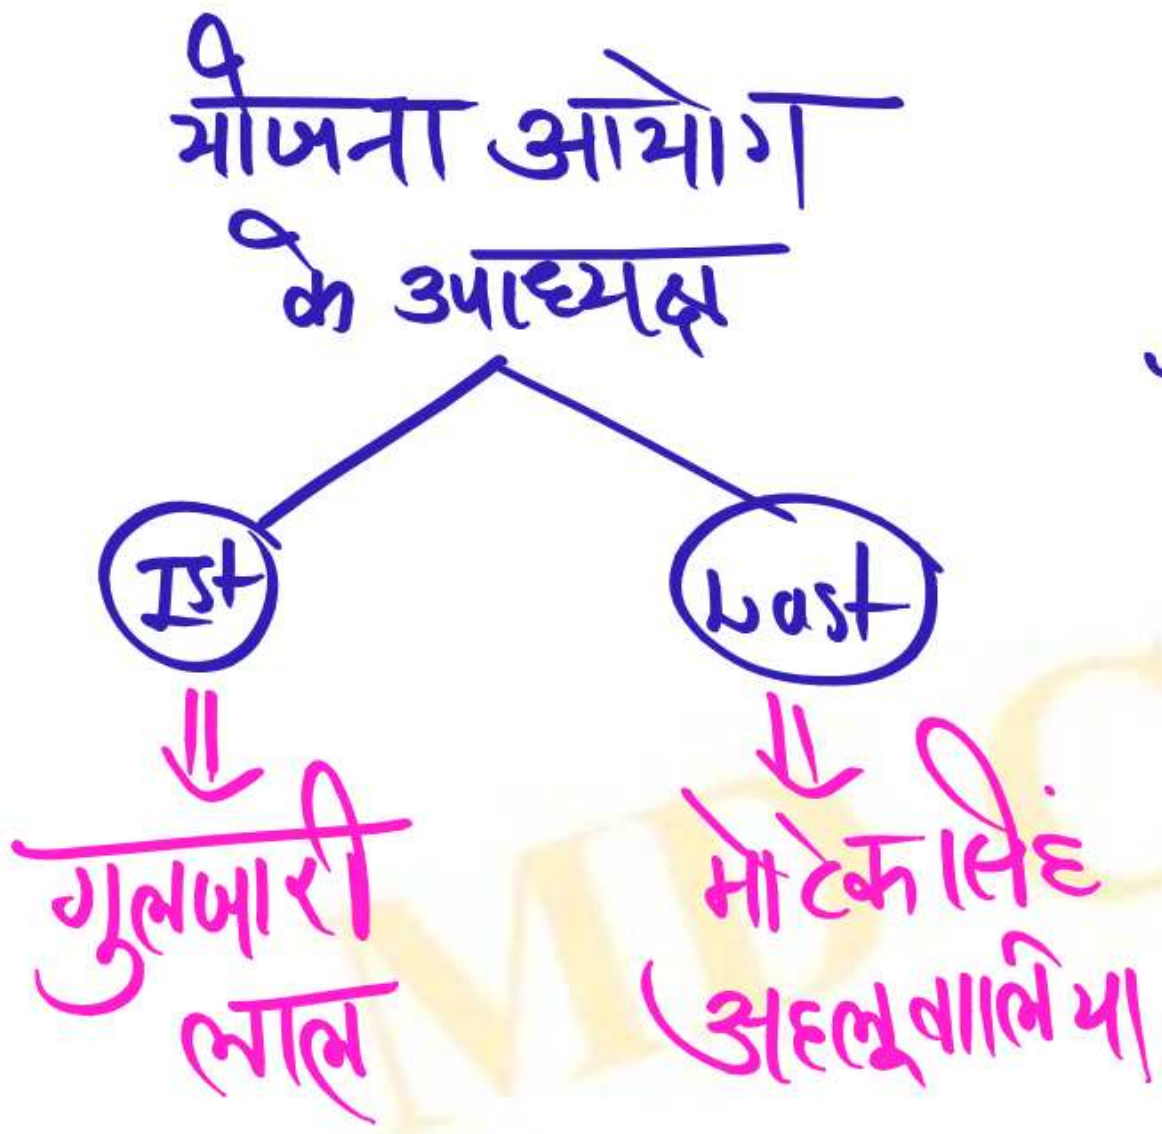 योजना आयोग
के उपाध्यक्ष
Ist
Last
गुलजारी
लाल
मोटेक सिंह
अहलूवालिया